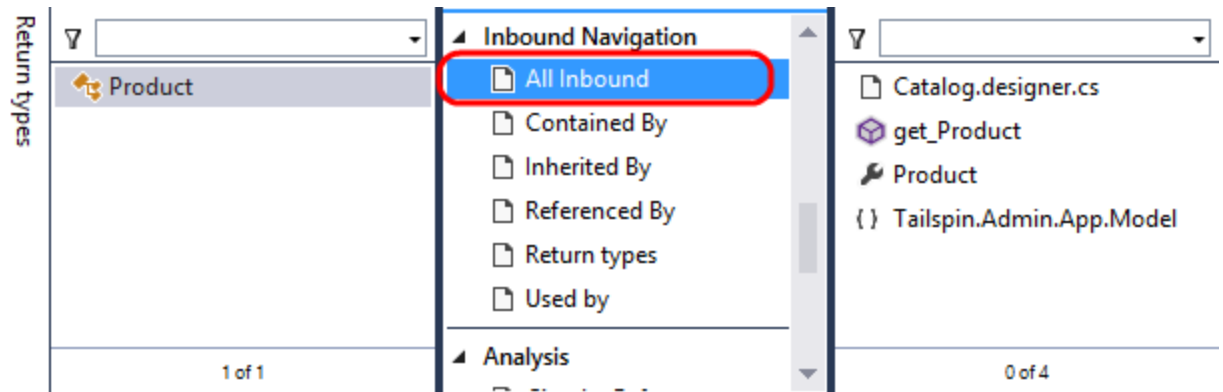 Return types
Product
1 of 1
Inbound Navigation
All Inbound
Contained By
Inherited By
Referenced By
Return types
Used by
Analysis
Catalog.designer.cs
get_Product
Product
{ } Tailspin.Admin.App.Model
0 of 4